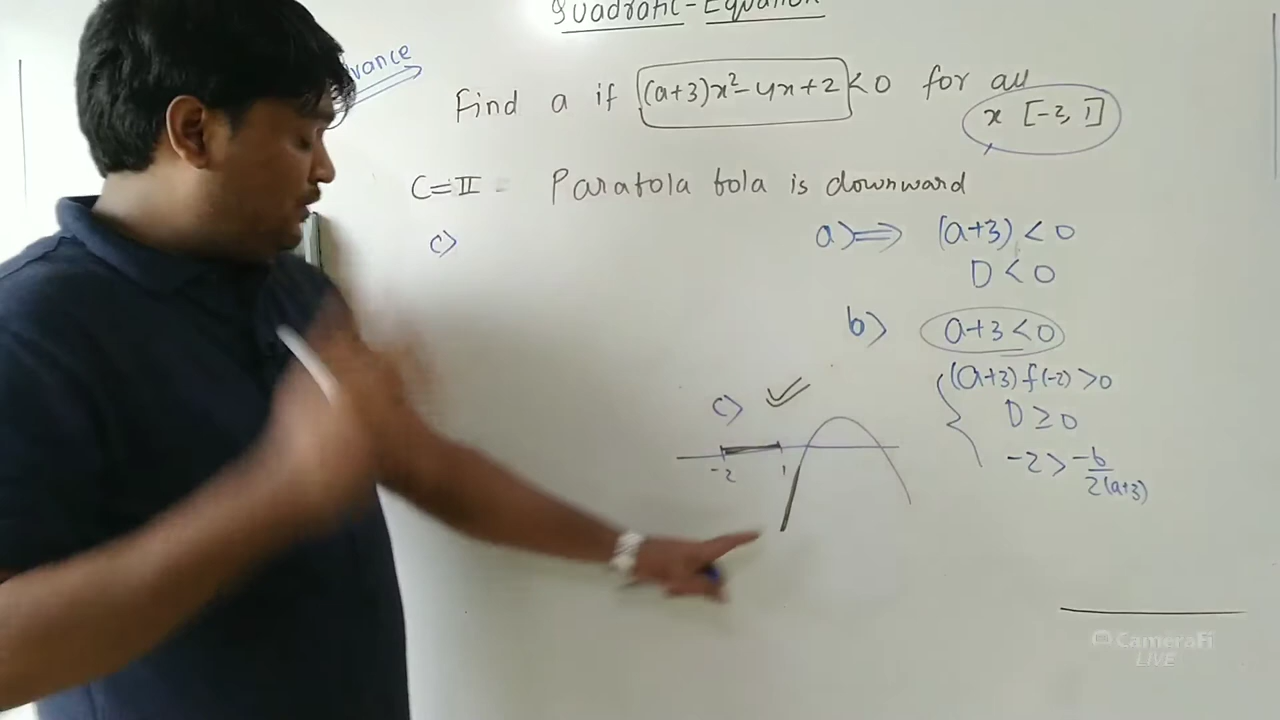 Quadratic-Equation
vance
Find a if (a+3)x² - 4x + 2 < 0 for all
x [-2, 1]
C=II - Parabola bola is downward
a) ⟹ (a+3) < 0
D < 0
c)
b) a+3 < 0
(a+3) f(-2) > 0
D ≥ 0
-2 > -b/2(a+3)
c)
-2 1
CameraFi
LIVE